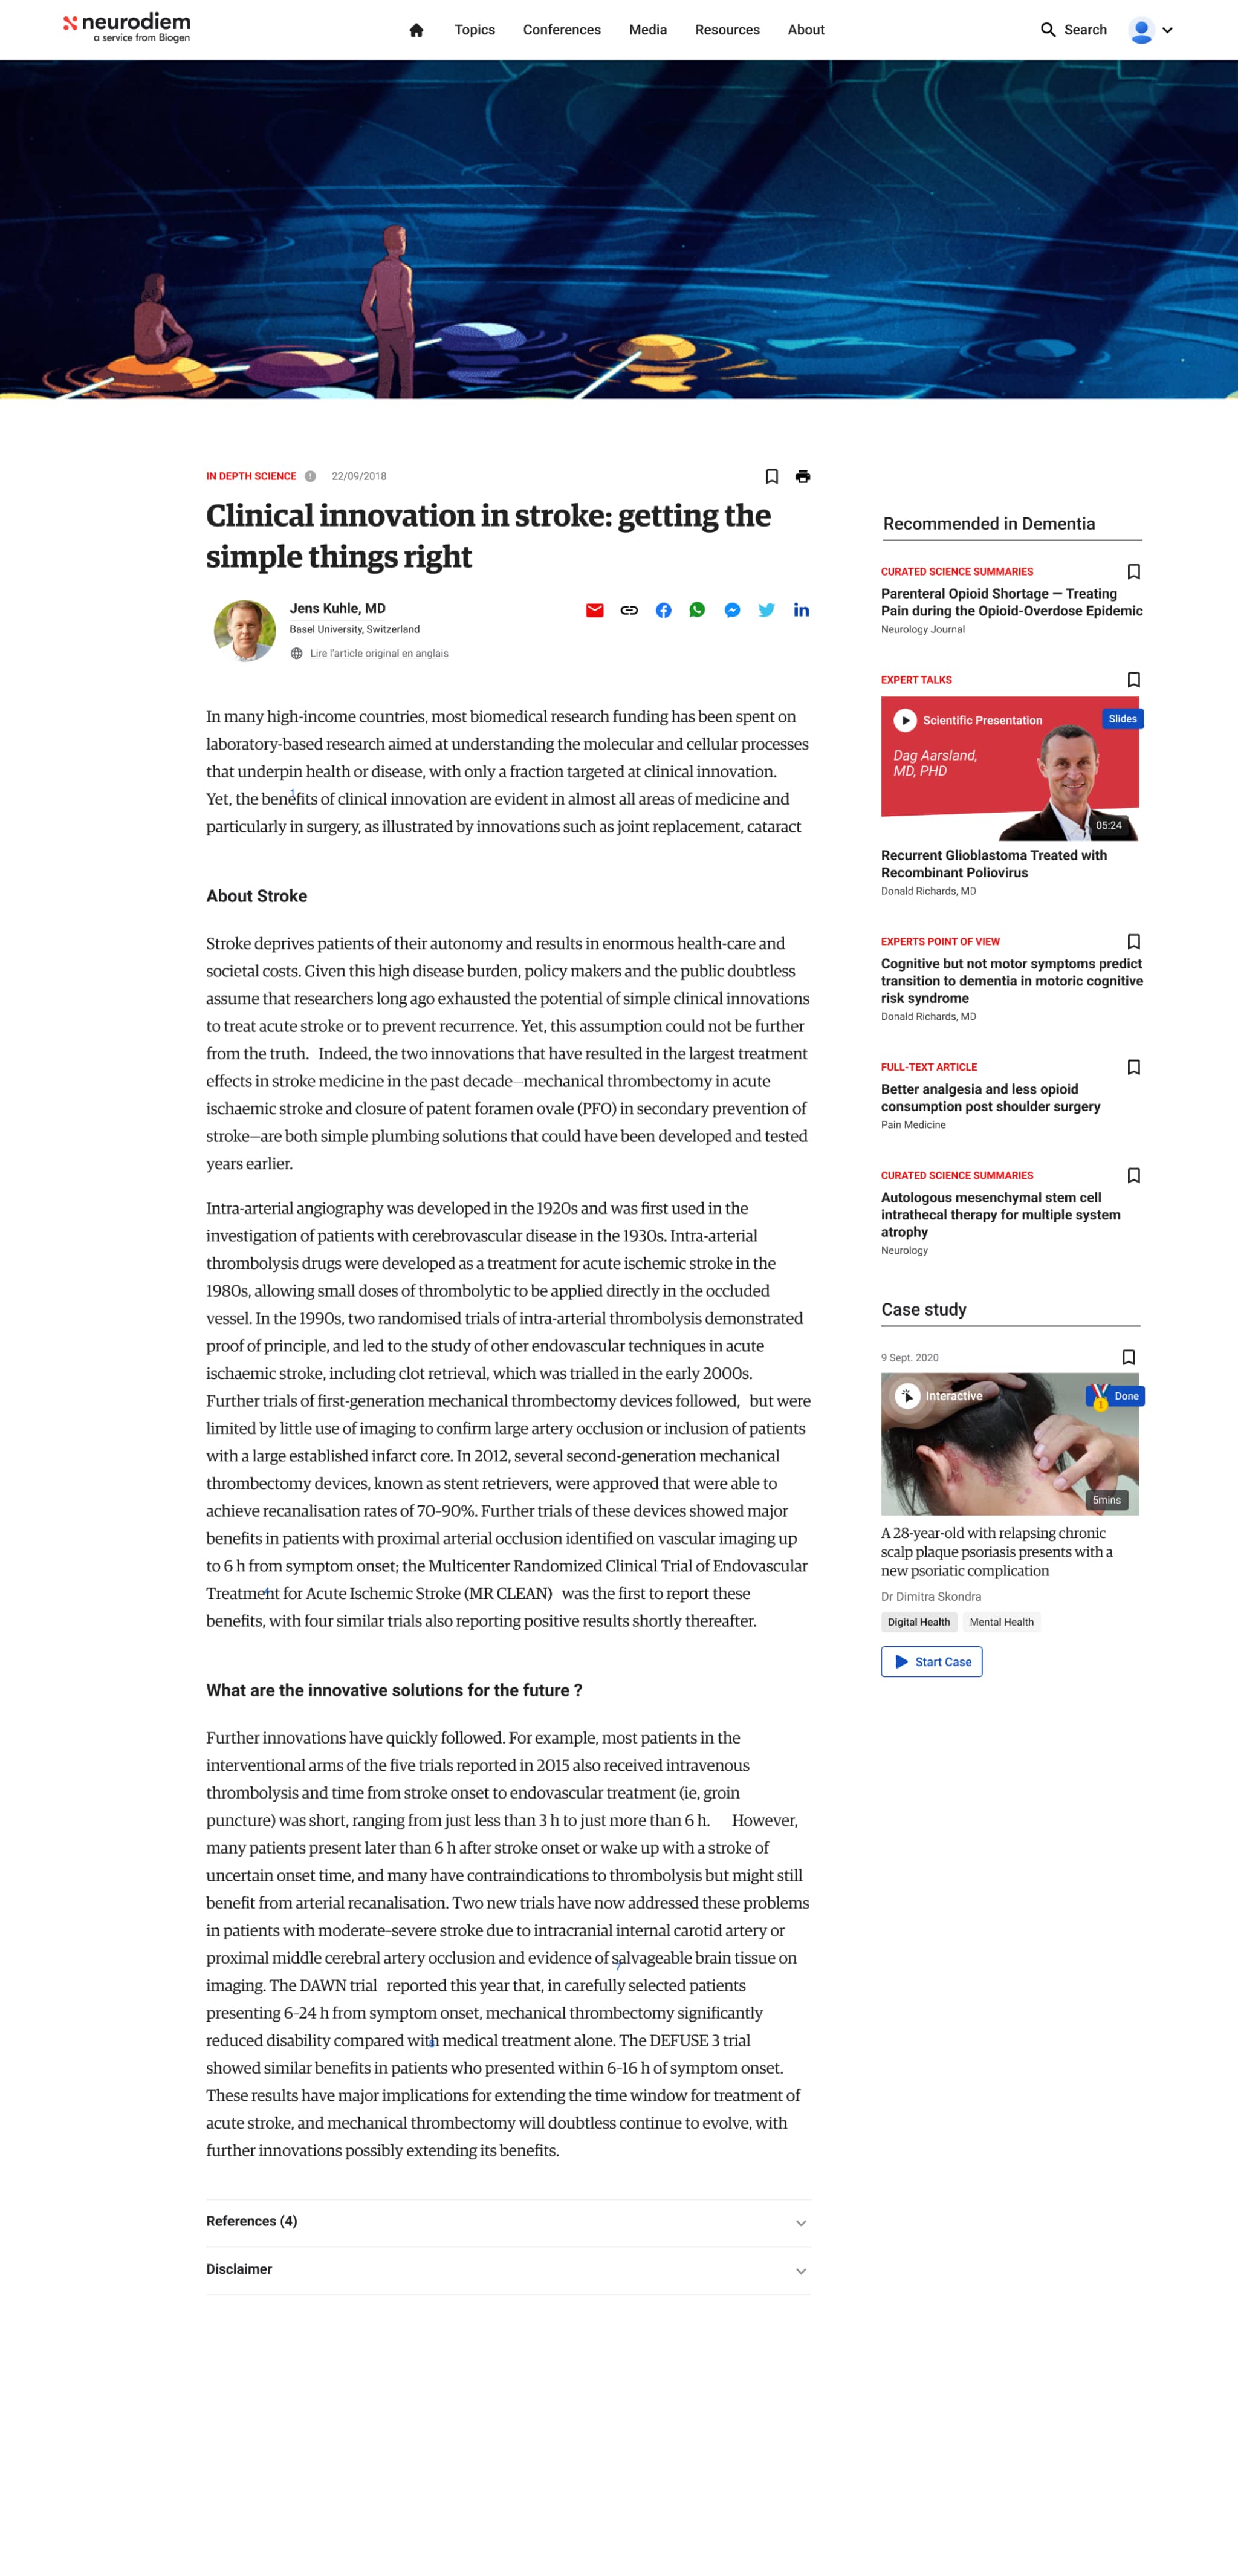 neurodiem
a service from Biogen
Topics
Conferences
Media
Resources
About
Search
IN DEPTH SCIENCE
22/09/2018
Clinical innovation in stroke: getting the
simple things right
Jens Kuhle, MD
Basel University, Switzerland
Lire l'article original en anglais
In many high-income countries, most biomedical research funding has been spent on
laboratory-based research aimed at understanding the molecular and cellular processes
that underpin health or disease, with only a fraction targeted at clinical innovation.
1
Yet, the benefits of clinical innovation are evident in almost all areas of medicine and
particularly in surgery, as illustrated by innovations such as joint replacement, cataract
About Stroke
Stroke deprives patients of their autonomy and results in enormous health-care and
societal costs. Given this high disease burden, policy makers and the public doubtless
assume that researchers long ago exhausted the potential of simple clinical innovations
to treat acute stroke or to prevent recurrence. Yet, this assumption could not be further
from the truth. Indeed, the two innovations that have resulted in the largest treatment
effects in stroke medicine in the past decade—mechanical thrombectomy in acute
ischaemic stroke and closure of patent foramen ovale (PFO) in secondary prevention of
stroke—are both simple plumbing solutions that could have been developed and tested
years earlier.
Intra-arterial angiography was developed in the 1920s and was first used in the
investigation of patients with cerebrovascular disease in the 1930s. Intra-arterial
thrombolysis drugs were developed as a treatment for acute ischemic stroke in the
1980s, allowing small doses of thrombolytic to be applied directly in the occluded
vessel. In the 1990s, two randomised trials of intra-arterial thrombolysis demonstrated
proof of principle, and led to the study of other endovascular techniques in acute
ischaemic stroke, including clot retrieval, which was trialled in the early 2000s.
Further trials of first-generation mechanical thrombectomy devices followed, but were
limited by little use of imaging to confirm large artery occlusion or inclusion of patients
with a large established infarct core. In 2012, several second-generation mechanical
thrombectomy devices, known as stent retrievers, were approved that were able to
achieve recanalisation rates of 70–90%. Further trials of these devices showed major
benefits in patients with proximal arterial occlusion identified on vascular imaging up
to 6 h from symptom onset; the Multicenter Randomized Clinical Trial of Endovascular
Treatment for Acute Ischemic Stroke (MR CLEAN) was the first to report these
benefits, with four similar trials also reporting positive results shortly thereafter.
What are the innovative solutions for the future ?
Further innovations have quickly followed. For example, most patients in the
interventional arms of the five trials reported in 2015 also received intravenous
thrombolysis and time from stroke onset to endovascular treatment (ie, groin
puncture) was short, ranging from just less than 3 h to just more than 6 h. However,
many patients present later than 6 h after stroke onset or wake up with a stroke of
uncertain onset time, and many have contraindications to thrombolysis but might still
benefit from arterial recanalisation. Two new trials have now addressed these problems
in patients with moderate–severe stroke due to intracranial internal carotid artery or
proximal middle cerebral artery occlusion and evidence of salvageable brain tissue on
7
imaging. The DAWN trial reported this year that, in carefully selected patients
presenting 6–24 h from symptom onset, mechanical thrombectomy significantly
reduced disability compared with medical treatment alone. The DEFUSE 3 trial
showed similar benefits in patients who presented within 6–16 h of symptom onset.
These results have major implications for extending the time window for treatment of
acute stroke, and mechanical thrombectomy will doubtless continue to evolve, with
further innovations possibly extending its benefits.
References (4)
Disclaimer
Recommended in Dementia
CURATED SCIENCE SUMMARIES
Parenteral Opioid Shortage — Treating
Pain during the Opioid-Overdose Epidemic
Neurology Journal
EXPERT TALKS
Scientific Presentation
Slides
Dag Aarsland,
MD, PHD
05:24
Recurrent Glioblastoma Treated with
Recombinant Poliovirus
Donald Richards, MD
EXPERTS POINT OF VIEW
Cognitive but not motor symptoms predict
transition to dementia in motoric cognitive
risk syndrome
Donald Richards, MD
FULL-TEXT ARTICLE
Better analgesia and less opioid
consumption post shoulder surgery
Pain Medicine
CURATED SCIENCE SUMMARIES
Autologous mesenchymal stem cell
intrathecal therapy for multiple system
atrophy
Neurology
Case study
9 Sept. 2020
Interactive
Done
5mins
A 28-year-old with relapsing chronic
scalp plaque psoriasis presents with a
new psoriatic complication
Dr Dimitra Skondra
Digital Health
Mental Health
Start Case